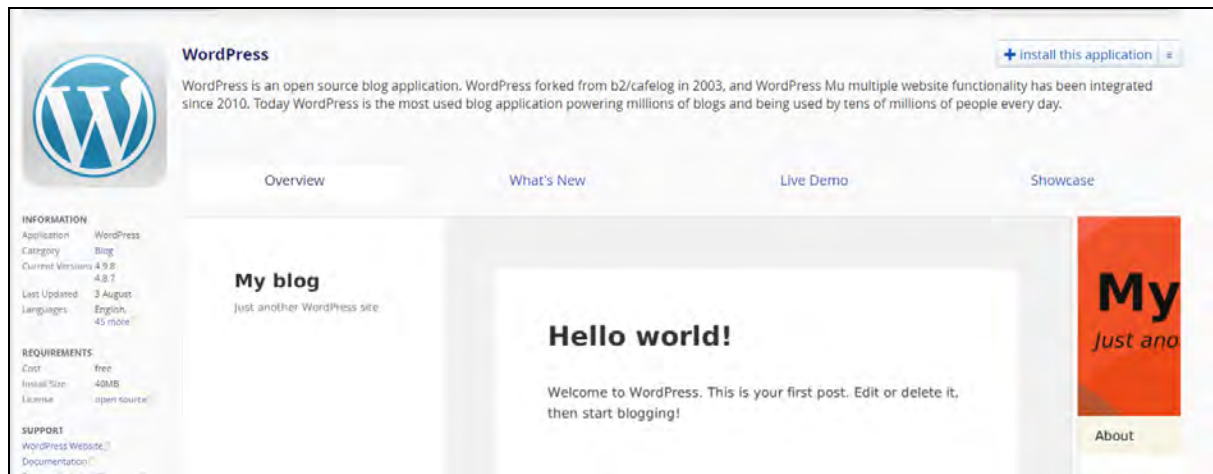 WordPress
+ install this application
WordPress is an open source blog application. WordPress forked from b2/cafelog in 2003, and WordPress Mu multiple website functionality has been integrated
since 2010. Today WordPress is the most used blog application powering millions of blogs and being used by tens of millions of people every day.
Overview What's New Live Demo Showcase
INFORMATION
Application WordPress
Category Blog
Current Versions 4.9.8
4.8.7
Last Updated 3 August
Languages English,
45 more
REQUIREMENTS
Cost free
Install Size 40MB
License open source
SUPPORT
WordPress Website
Documentation
My blog
Just another WordPress site
Hello world!
Welcome to WordPress. This is your first post. Edit or delete it,
then start blogging!
My
Just ano
About